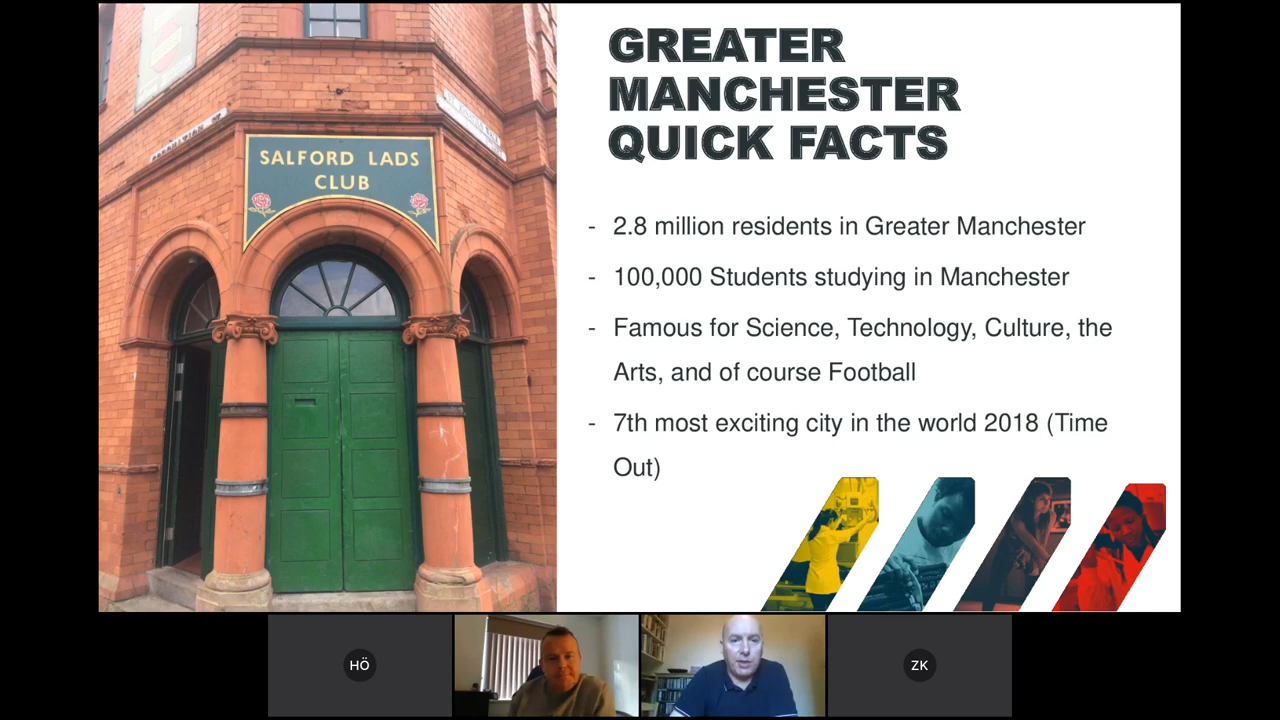 GREATER
MANCHESTER
QUICK FACTS
SALFORD LADS
CLUB
- 2.8 million residents in Greater Manchester
- 100,000 Students studying in Manchester
- Famous for Science, Technology, Culture, the
Arts, and of course Football
- 7th most exciting city in the world 2018 (Time
Out)
HÖ
ZK